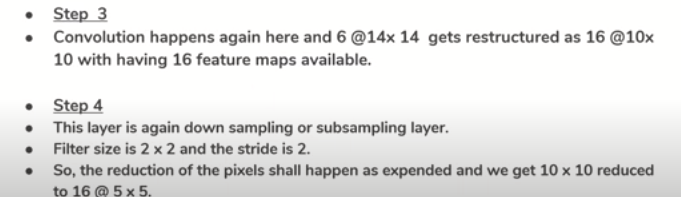 • Step 3
• Convolution happens again here and 6 @14x 14 gets restructured as 16 @10x
10 with having 16 feature maps available.
• Step 4
• This layer is again down sampling or subsampling layer.
• Filter size is 2 x 2 and the stride is 2.
• So, the reduction of the pixels shall happen as expended and we get 10 x 10 reduced
to 16 @ 5 x 5.